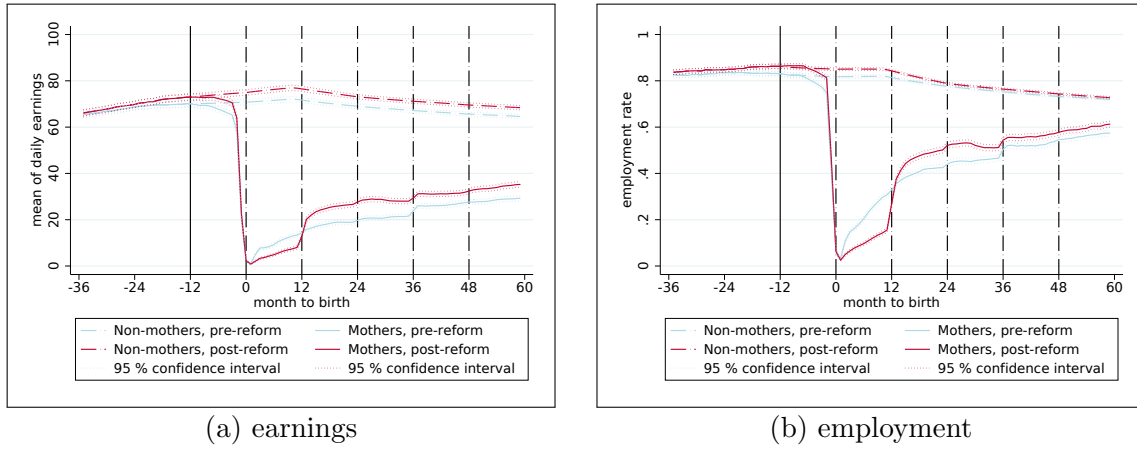 mean of daily earnings
100
80
60
40
20
0
-36 -24 -12 0 12 24 36 48 60
month to birth
Non-mothers, pre-reform Mothers, pre-reform
Non-mothers, post-reform Mothers, post-reform
95 % confidence interval 95 % confidence interval
(a) earnings
employment rate
1
.8
.6
.4
.2
0
-36 -24 -12 0 12 24 36 48 60
month to birth
Non-mothers, pre-reform Mothers, pre-reform
Non-mothers, post-reform Mothers, post-reform
95 % confidence interval 95 % confidence interval
(b) employment